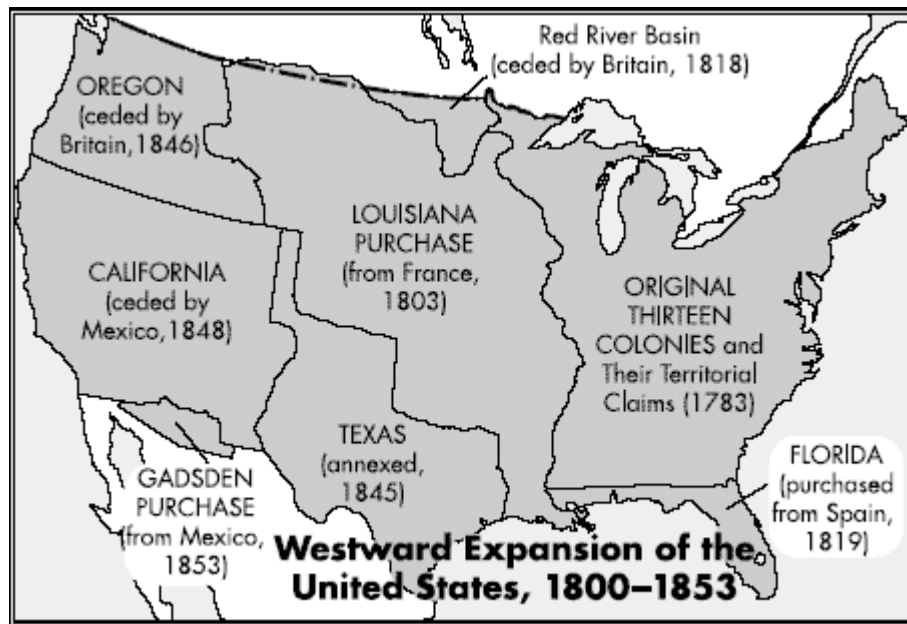 Red River Basin
(ceded by Britain, 1818)
OREGON
(ceded by
Britain, 1846)
LOUISIANA
PURCHASE
(from France,
1803)
CALIFORNIA
(ceded by
Mexico, 1848)
ORIGINAL
THIRTEEN
COLONIES and
Their Territorial
Claims (1783)
TEXAS
(annexed,
1845)
GADSDEN
PURCHASE
(from Mexico,
1853)
FLORIDA
(purchased
from Spain,
1819)
Westward Expansion of the
United States, 1800–1853